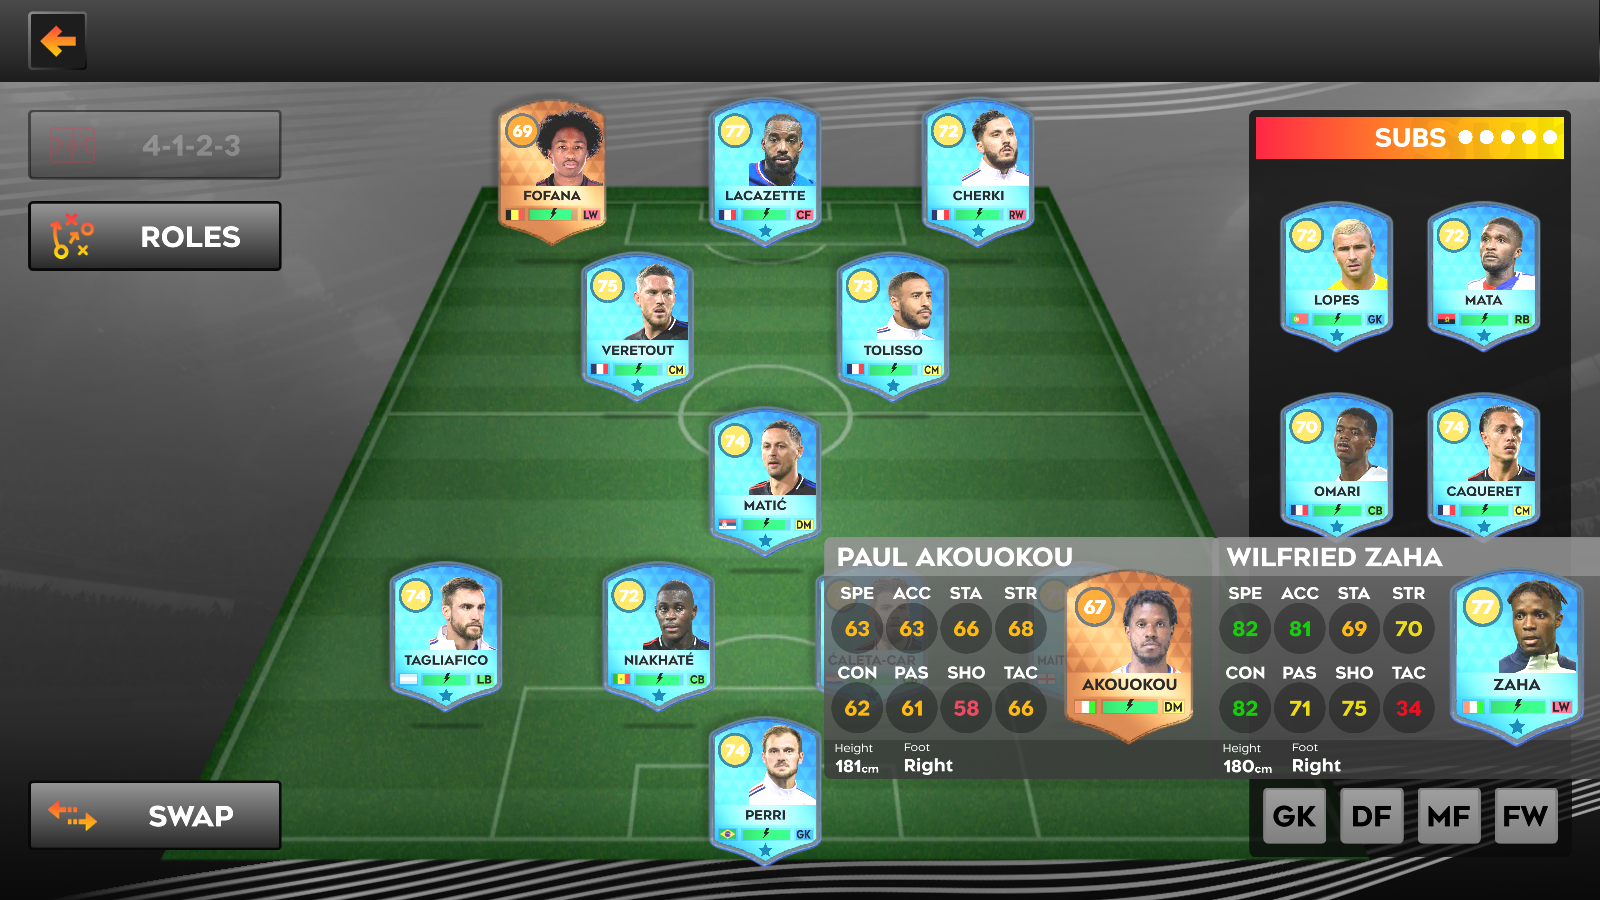 4-1-2-3
ROLES
SWAP
69
FOFANA
LW
77
LACAZETTE
CF
72
CHERKI
RW
75
VERETOUT
CM
73
TOLISSO
CM
74
MATIĆ
DM
74
TAGLIAFICO
LB
72
NIAKHATÉ
CB
ĆALETA-CAR
MAIT
74
PERRI
GK
SUBS
72
LOPES
GK
72
MATA
RB
70
OMARI
CB
74
CAQUERET
CM
PAUL AKOUOKOU
SPE ACC STA STR
63 63 66 68
CON PAS SHO TAC
62 61 58 66
Height Foot
181cm Right
67
AKOUOKOU
DM
WILFRIED ZAHA
SPE ACC STA STR
82 81 69 70
CON PAS SHO TAC
82 71 75 34
Height Foot
180cm Right
77
ZAHA
LW
GK DF MF FW